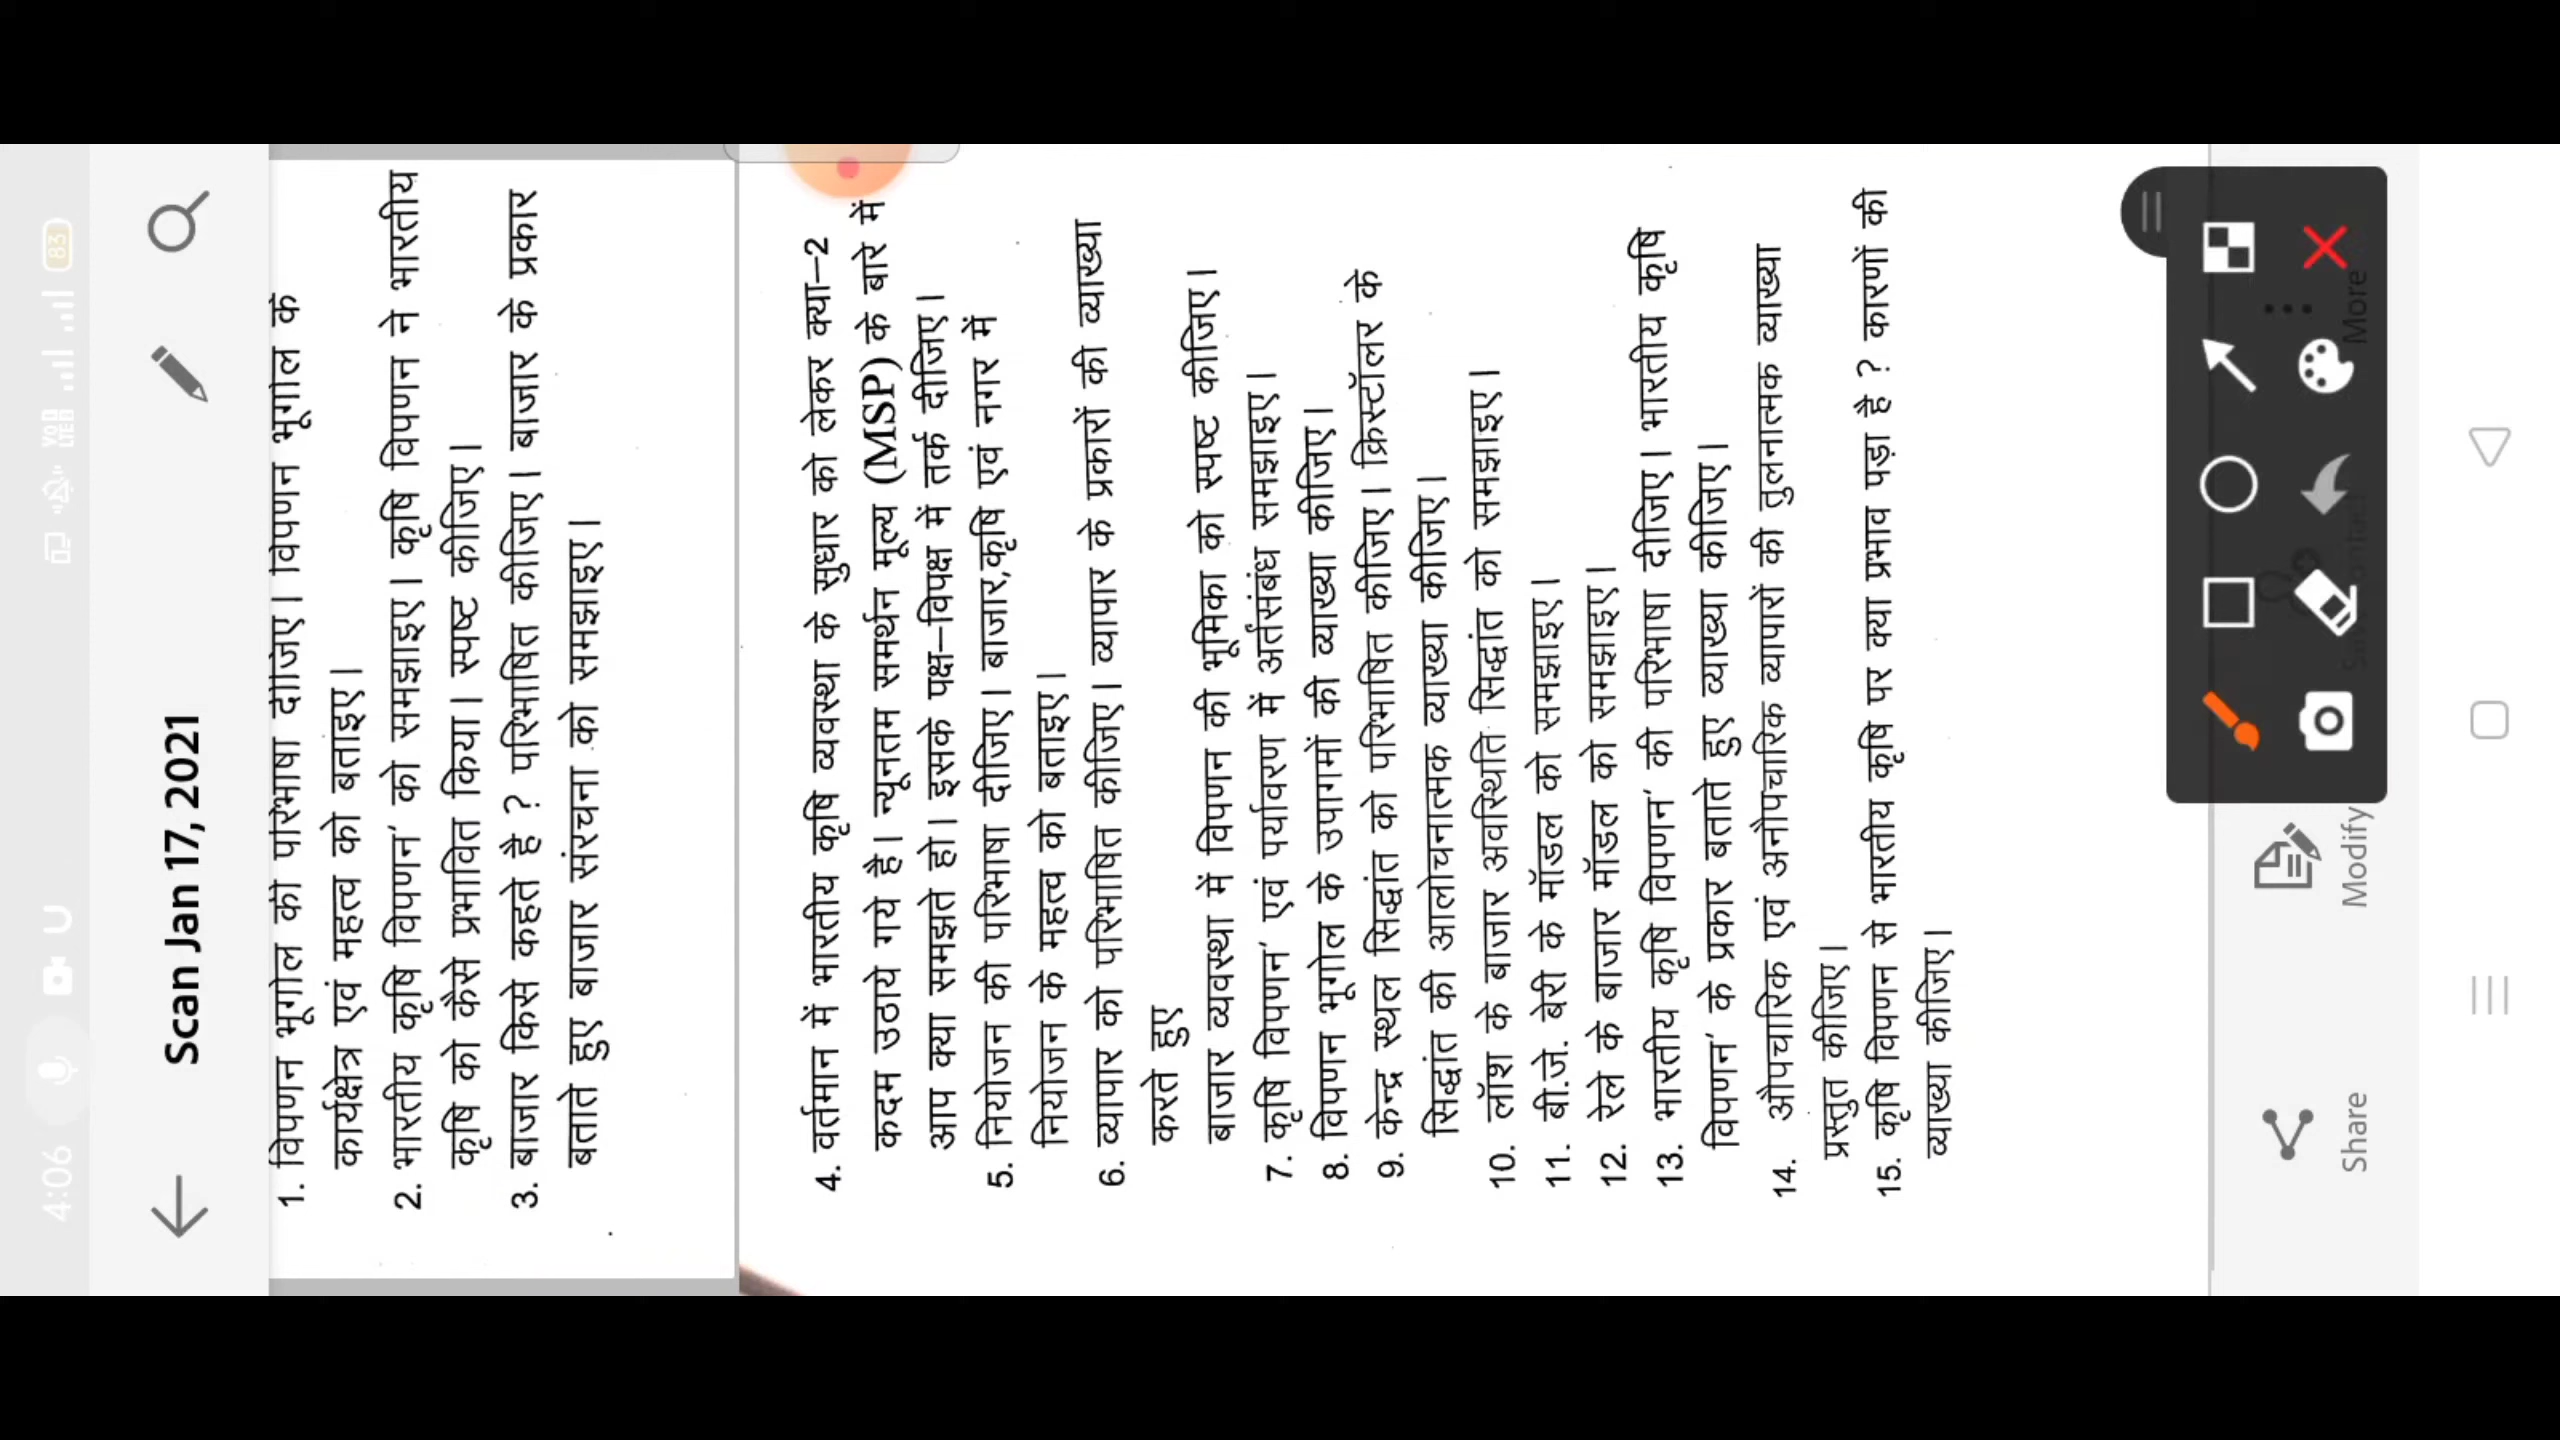 4:06
83
Scan Jan 17, 2021
1. विपणन भूगोल की परिभाषा दीजिए। विपणन भूगोल के
कार्यक्षेत्र एवं महत्व को बताइए।
2. भारतीय कृषि विपणन' को समझाइए। कृषि विपणन ने भारतीय
कृषि को कैसे प्रभावित किया। स्पष्ट कीजिए।
3. बाजार किसे कहते है ? परिभाषित कीजिए। बाजार के प्रकार
बताते हुए बाजार संरचना को समझाइए।
4. वर्तमान में भारतीय कृषि व्यवस्था के सुधार को लेकर क्या–2
कदम उठाये गये है। न्यूनतम समर्थन मूल्य (MSP) के बारे में
आप क्या समझते हो। इसके पक्ष–विपक्ष में तर्क दीजिए।
5. नियोजन की परिभाषा दीजिए। बाजार,कृषि एवं नगर में
नियोजन के महत्व को बताइए।
6. व्यापार को परिभाषित कीजिए। व्यापार के प्रकारों की व्याख्या
करते हुए
बाजार व्यवस्था में विपणन की भूमिका को स्पष्ट कीजिए।
7. कृषि विपणन' एवं पर्यावरण में अर्तसंबंध समझाइए।
8. विपणन भूगोल के उपागमों की व्याख्या कीजिए।
9. केन्द्र स्थल सिद्धांत को परिभाषित कीजिए। क्रिस्टॉलर के
सिद्धांत की आलोचनात्मक व्याख्या कीजिए।
10. लॉश के बाजार अवस्थिति सिद्धांत को समझाइए।
11. बी.जे. बेरी के मॉडल को समझाइए।
12. रेले के बाजार मॉडल को समझाइए।
13. भारतीय कृषि विपणन' की परिभाषा दीजिए। भारतीय कृषि
विपणन' के प्रकार बताते हुए व्याख्या कीजिए।
14. औपचारिक एवं अनौपचारिक व्यापारों की तुलनात्मक व्याख्या
प्रस्तुत कीजिए।
15. कृषि विपणन से भारतीय कृषि पर क्या प्रभाव पड़ा है ? कारणों की
व्याख्या कीजिए।
Share
Modify
More